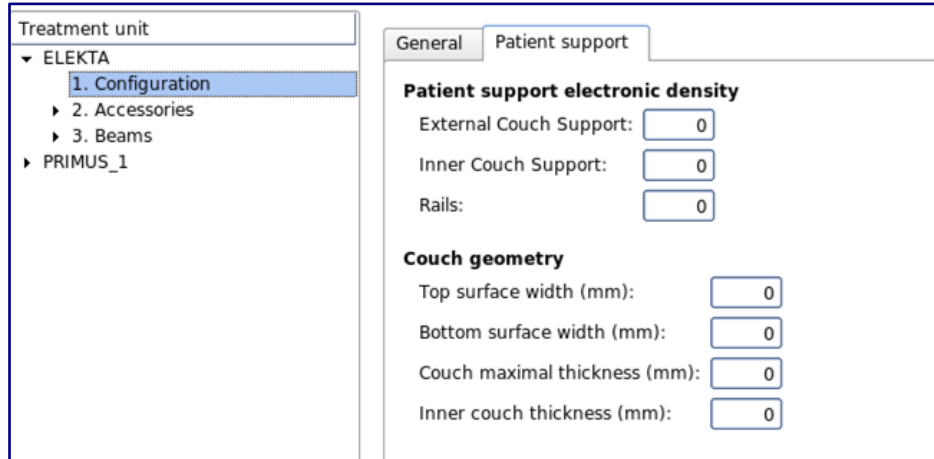 Treatment unit
ELEKTA
1. Configuration
2. Accessories
3. Beams
PRIMUS_1
General
Patient support
Patient support electronic density
External Couch Support: 0
Inner Couch Support: 0
Rails: 0
Couch geometry
Top surface width (mm): 0
Bottom surface width (mm): 0
Couch maximal thickness (mm): 0
Inner couch thickness (mm): 0